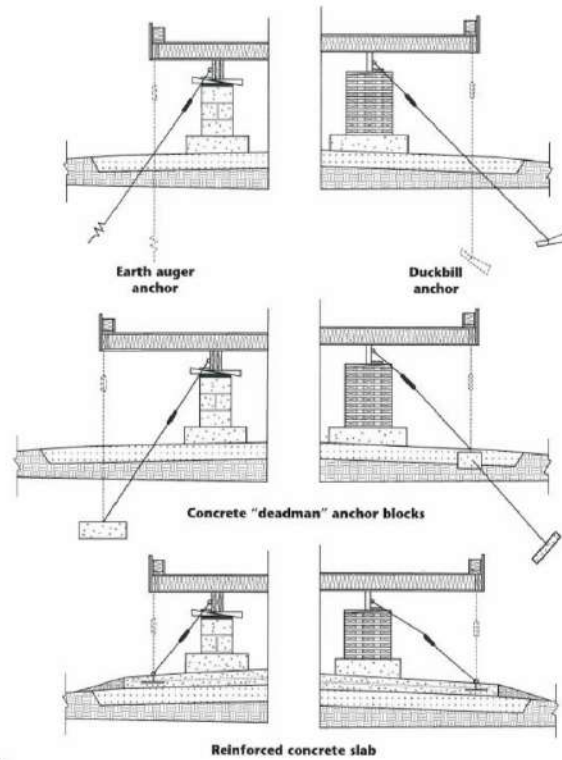 Earth auger
anchor
Duckbill
anchor
Concrete "deadman" anchor blocks
Reinforced concrete slab